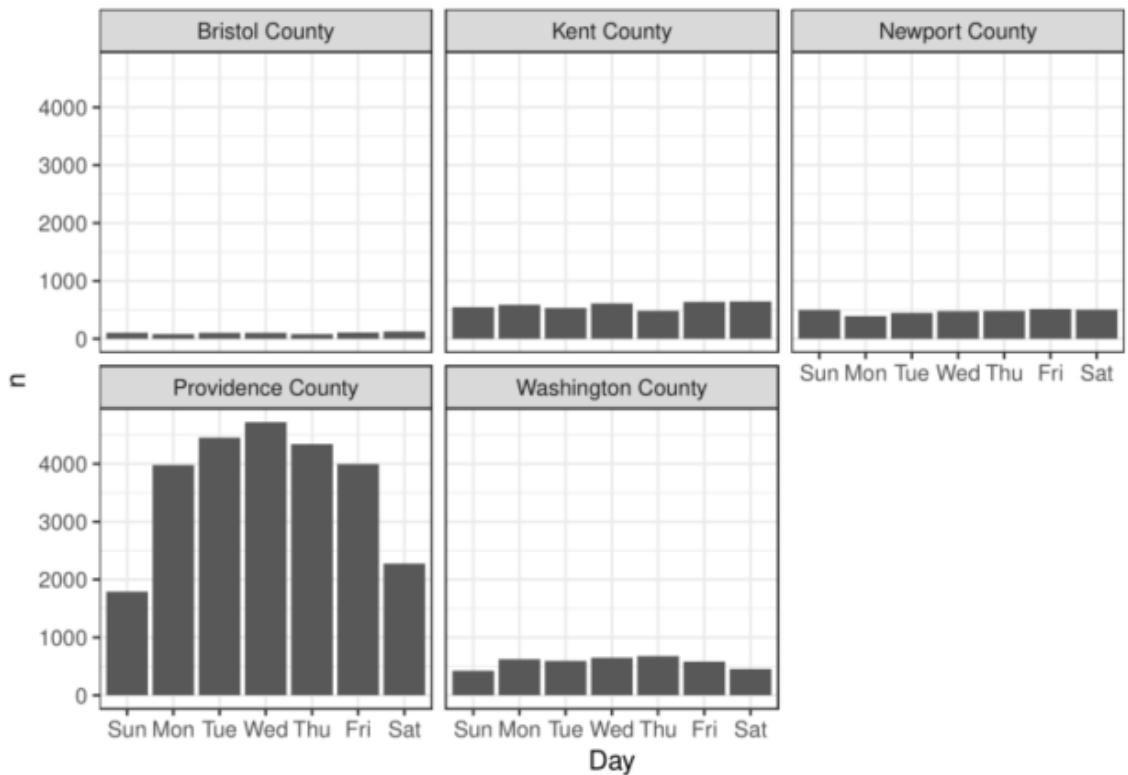 Bristol County
Kent County
Newport County
4000
3000
2000
1000
0
Sun Mon Tue Wed Thu Fri Sat
n
Providence County
Washington County
4000
3000
2000
1000
0
Sun Mon Tue Wed Thu Fri Sat
Sun Mon Tue Wed Thu Fri Sat
Day